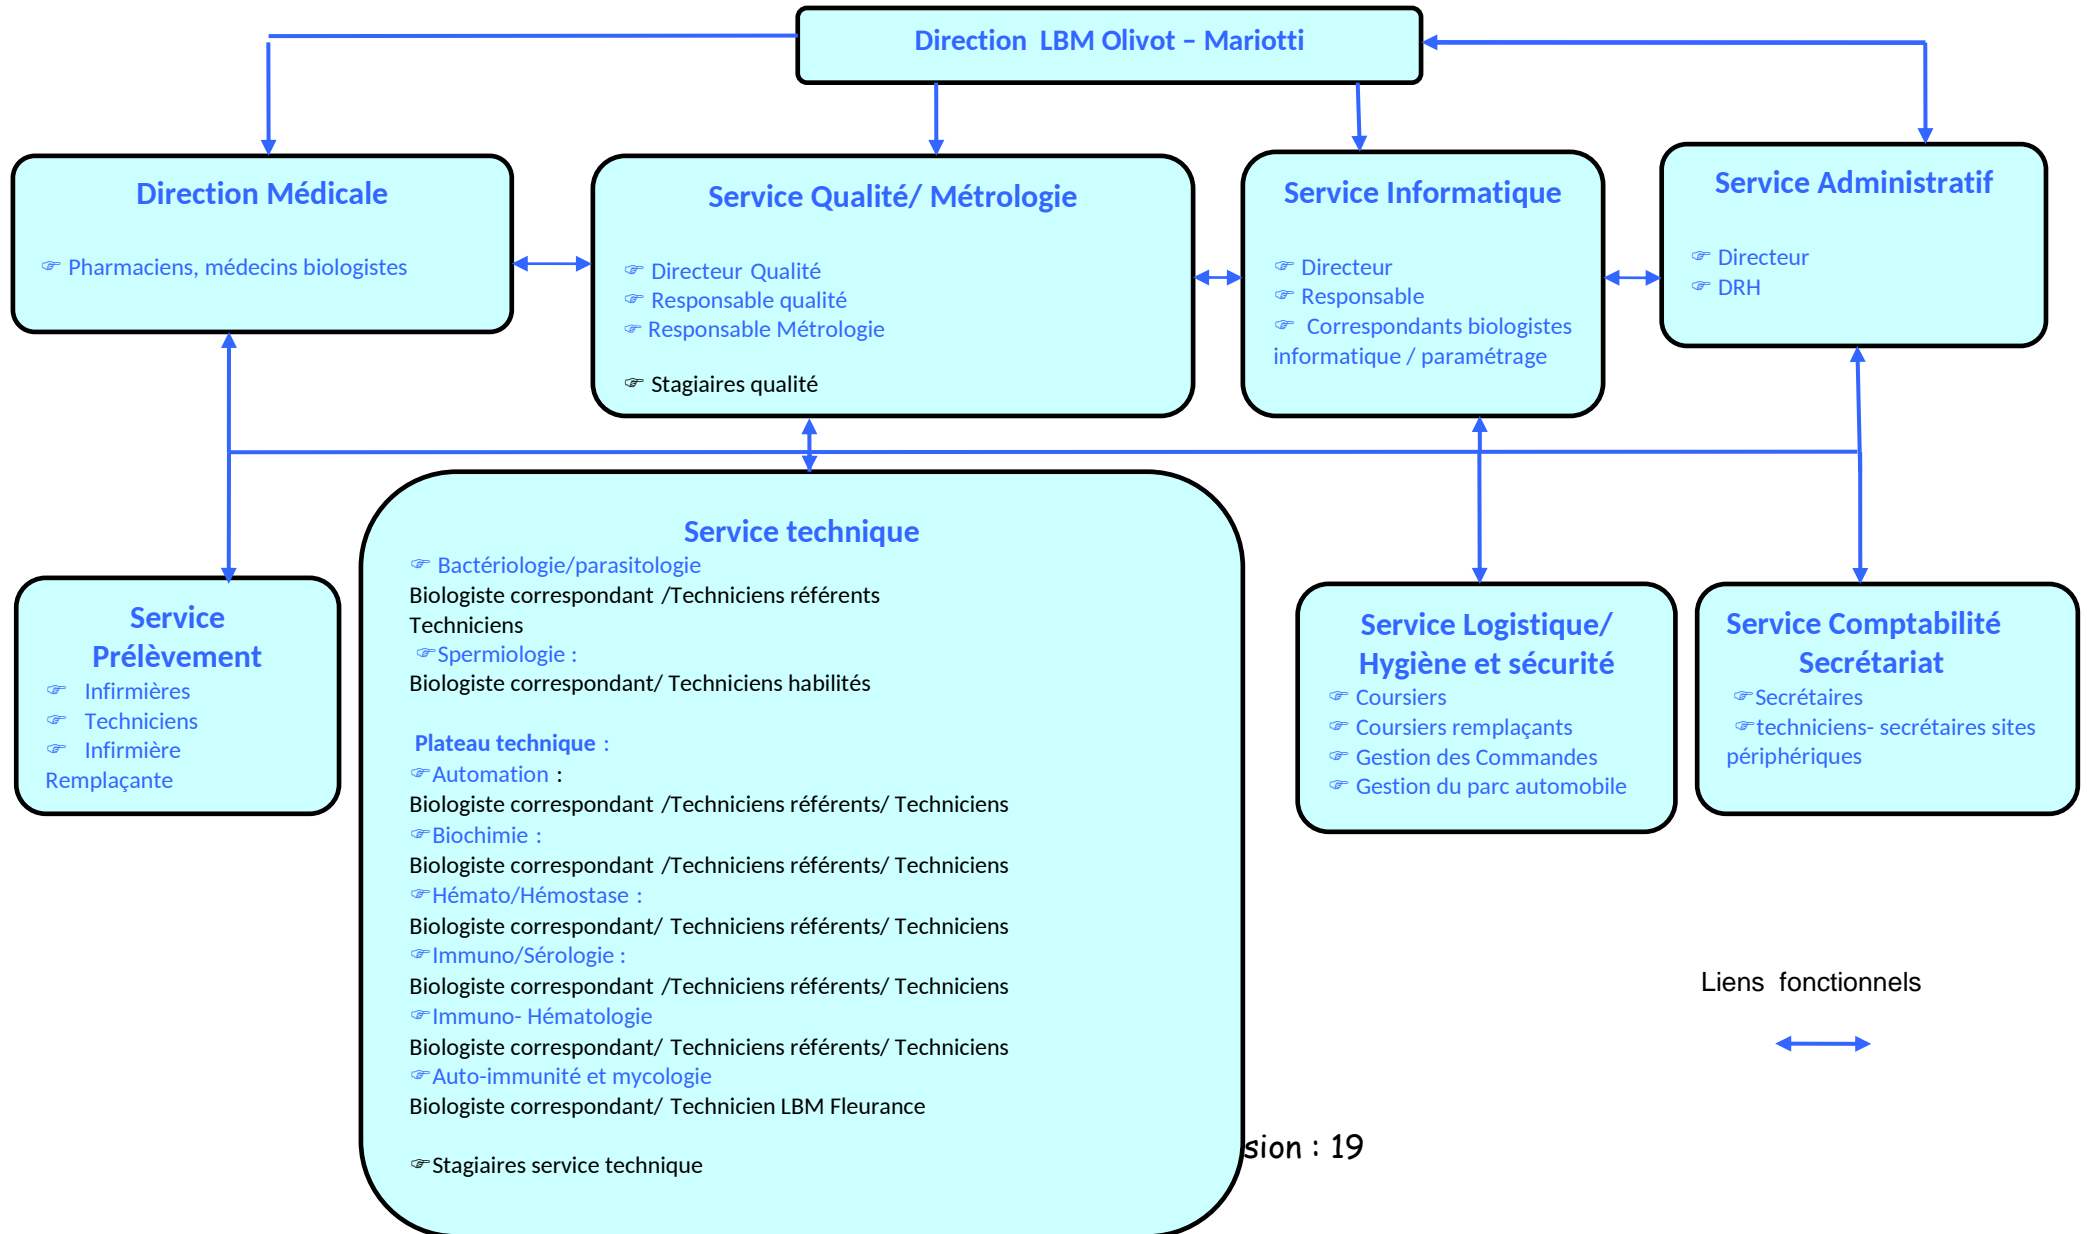 Direction LBM Olivot – Mariotti
Direction Médicale
☞ Pharmaciens, médecins biologistes
Service Qualité/ Métrologie
☞ Directeur Qualité
☞ Responsable qualité
☞ Responsable Métrologie
☞ Stagiaires qualité
Service Informatique
☞ Directeur
☞ Responsable
☞ Correspondants biologistes
informatique / paramétrage
Service Administratif
☞ Directeur
☞ DRH
Service
Prélèvement
☞ Infirmières
☞ Techniciens
☞ Infirmière
Remplaçante
Service technique
☞ Bactériologie/parasitologie
Biologiste correspondant /Techniciens référents
Techniciens
☞Spermiologie :
Biologiste correspondant/ Techniciens habilités
Plateau technique :
☞Automation :
Biologiste correspondant /Techniciens référents/ Techniciens
☞Biochimie :
Biologiste correspondant /Techniciens référents/ Techniciens
☞Hémato/Hémostase :
Biologiste correspondant/ Techniciens référents/ Techniciens
☞Immuno/Sérologie :
Biologiste correspondant /Techniciens référents/ Techniciens
☞Immuno- Hématologie
Biologiste correspondant/ Techniciens référents/ Techniciens
☞Auto-immunité et mycologie
Biologiste correspondant/ Technicien LBM Fleurance
☞Stagiaires service technique
Service Logistique/
Hygiène et sécurité
☞ Coursiers
☞ Coursiers remplaçants
☞ Gestion des Commandes
☞ Gestion du parc automobile
Service Comptabilité
Secrétariat
☞Secrétaires
☞techniciens- secrétaires sites
périphériques
Liens fonctionnels
sion : 19